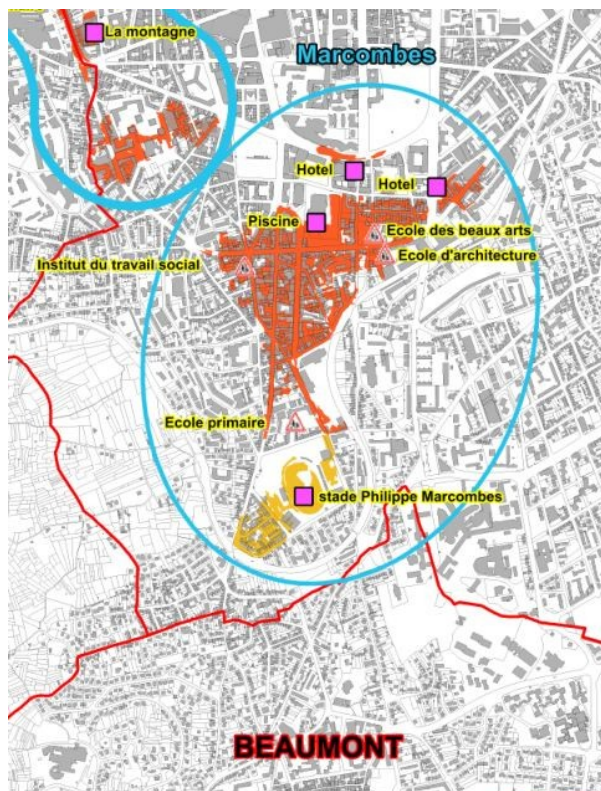 La montagne
Marcombes
Hotel
Hotel
Piscine
Ecole des beaux arts
Ecole d'architecture
Institut du travail social
Ecole primaire
stade Philippe Marcombes
BEAUMONT